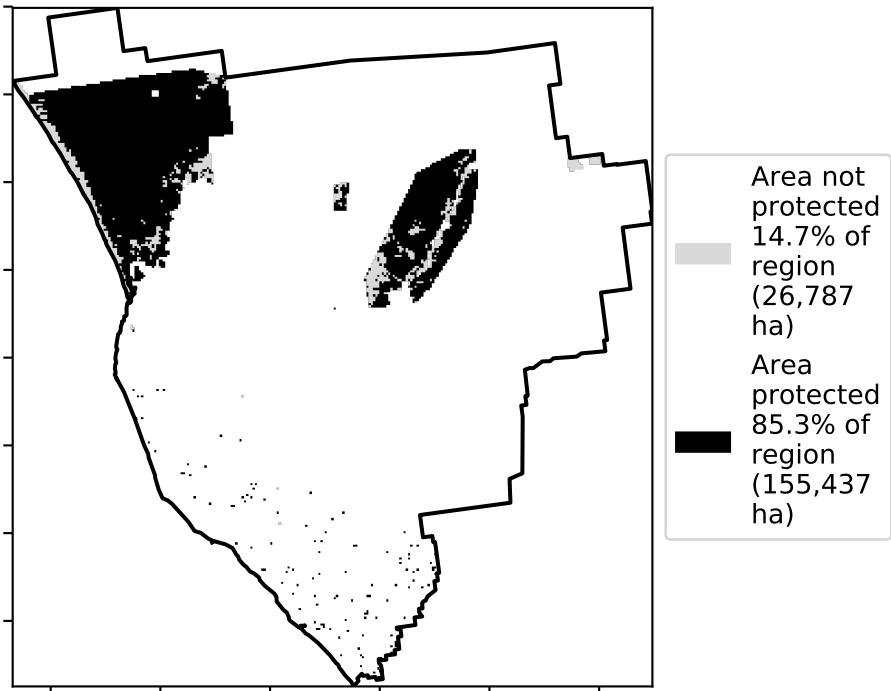 Area not
protected
14.7% of
region
(26,787
ha)
Area
protected
85.3% of
region
(155,437
ha)